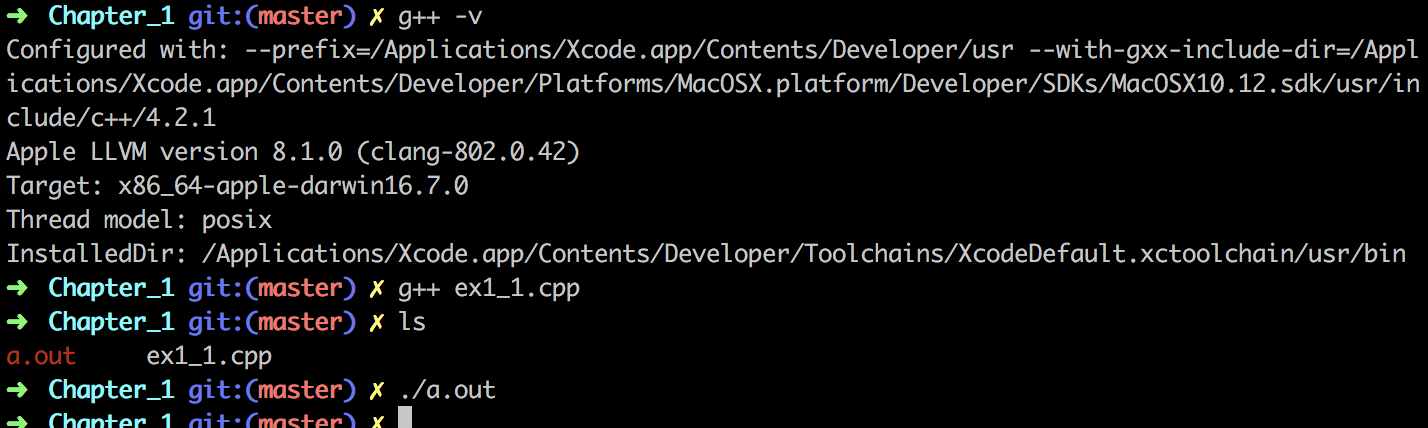 ➜ Chapter_1 git:(master) ✗ g++ -v
Configured with: --prefix=/Applications/Xcode.app/Contents/Developer/usr --with-gxx-include-dir=/Appl
ications/Xcode.app/Contents/Developer/Platforms/MacOSX.platform/Developer/SDKs/MacOSX10.12.sdk/usr/in
clude/c++/4.2.1
Apple LLVM version 8.1.0 (clang-802.0.42)
Target: x86_64-apple-darwin16.7.0
Thread model: posix
InstalledDir: /Applications/Xcode.app/Contents/Developer/Toolchains/XcodeDefault.xctoolchain/usr/bin
➜ Chapter_1 git:(master) ✗ g++ ex1_1.cpp
➜ Chapter_1 git:(master) ✗ ls
a.out ex1_1.cpp
➜ Chapter_1 git:(master) ✗ ./a.out
➜ Chapter_1 git:(master) ✗